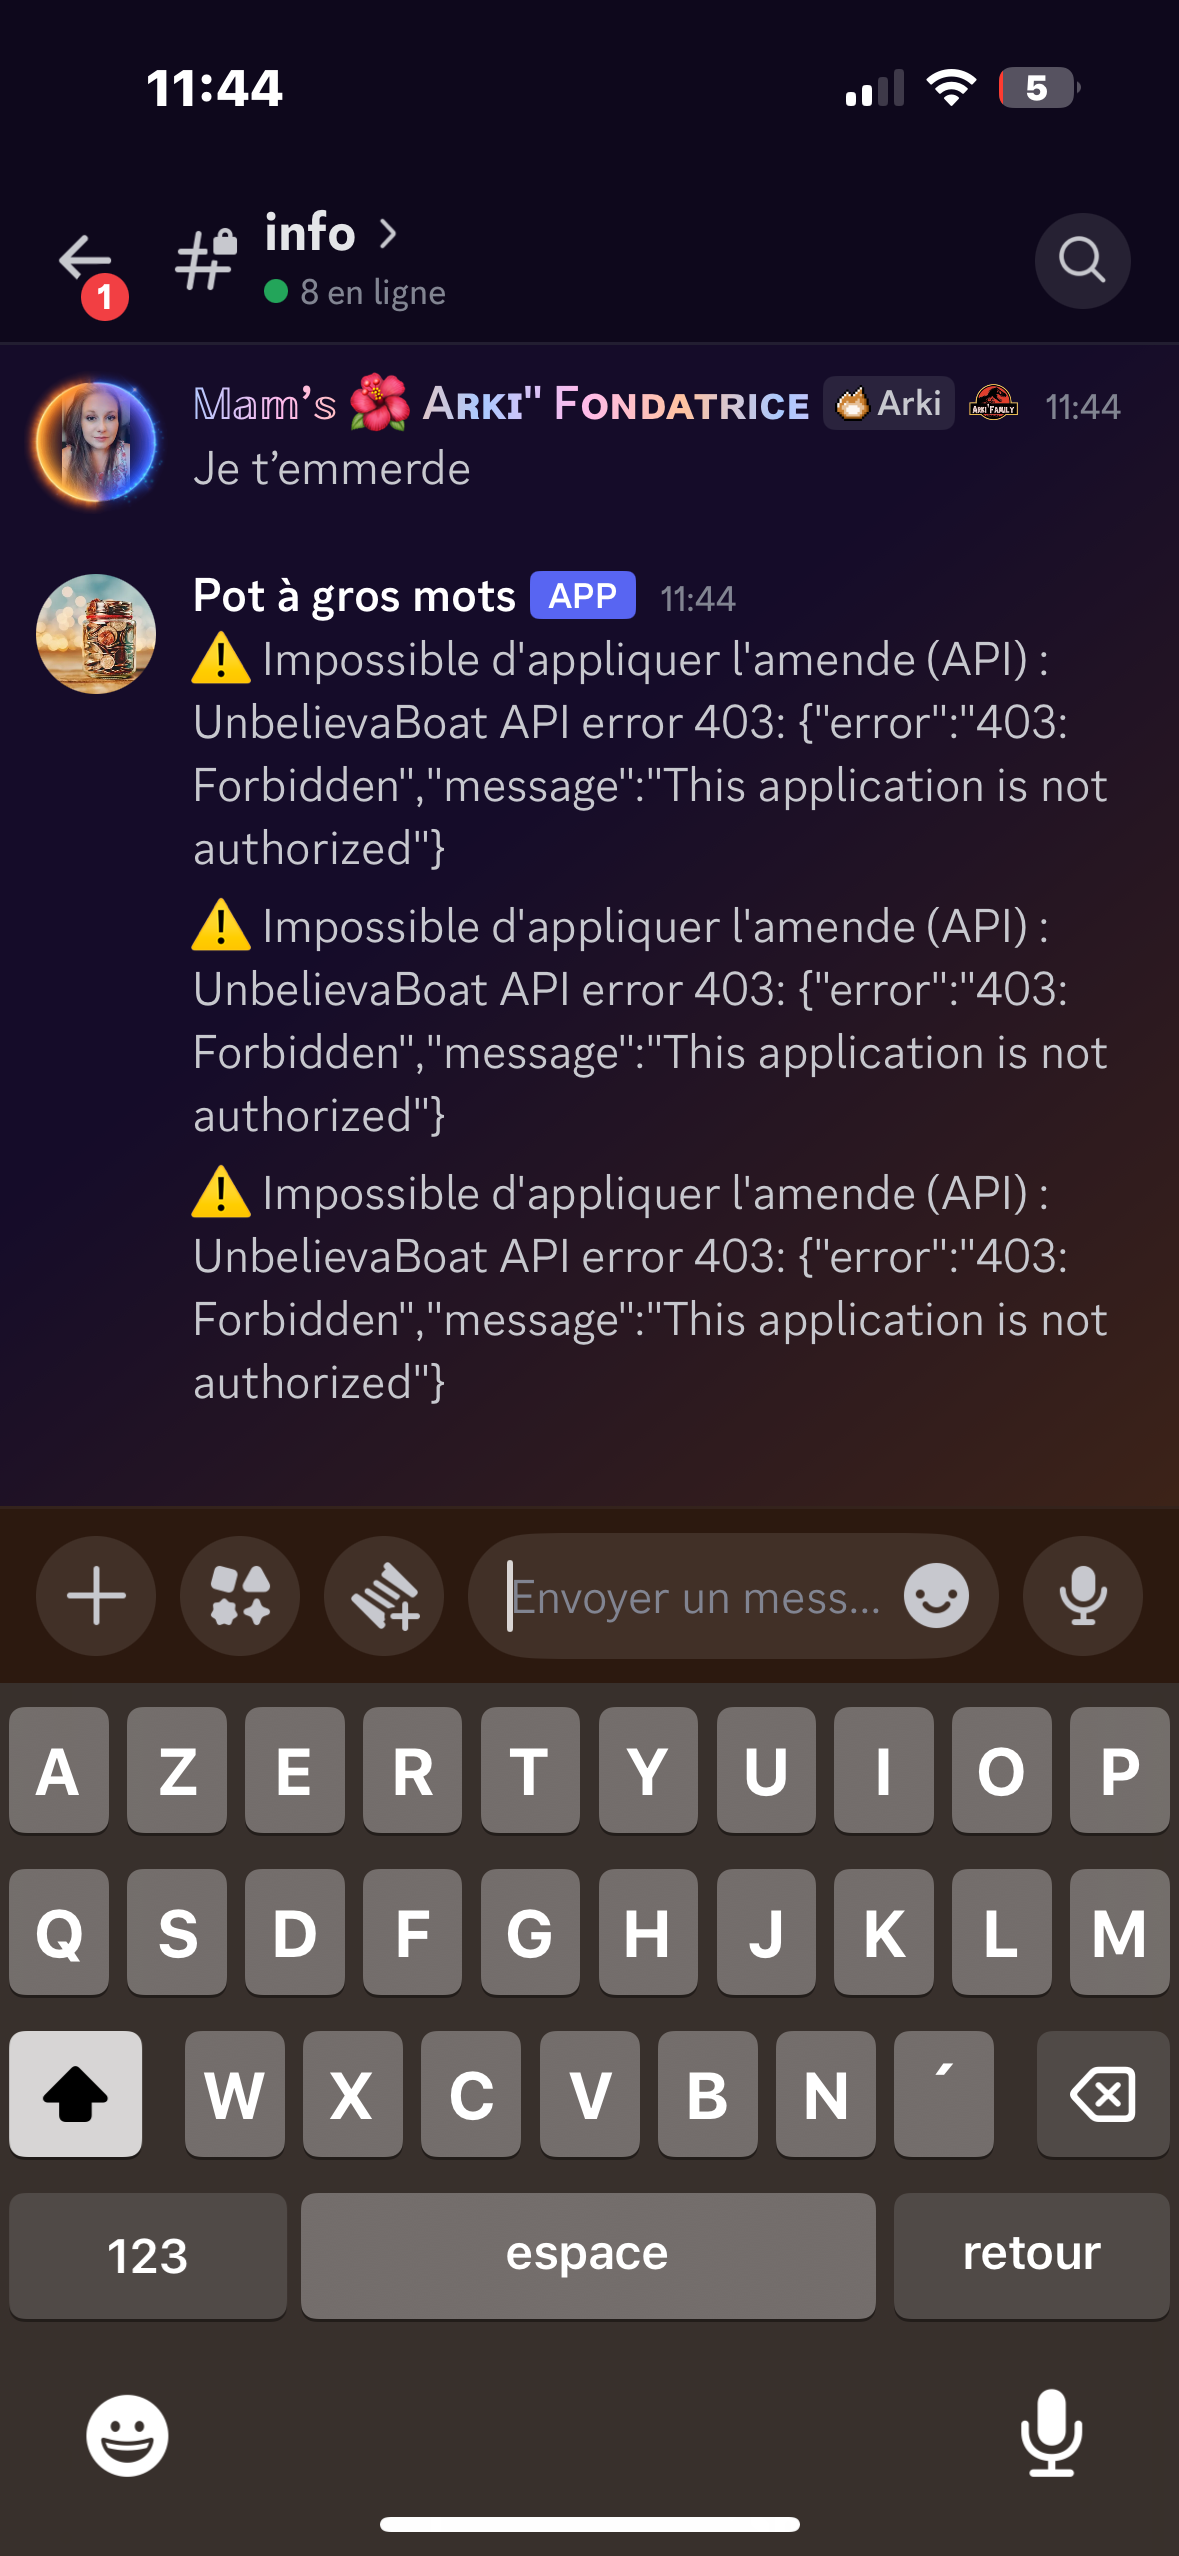 11:44
5
info
8 en ligne
1
Mam's 🌺 Arki" Fondatrice Arki ARKI'FAMILY 11:44
Je t’emmerde
Pot à gros mots APP 11:44
⚠️ Impossible d'appliquer l'amende (API) :
UnbelievaBoat API error 403: {"error":"403:
Forbidden","message":"This application is not
authorized"}
⚠️ Impossible d'appliquer l'amende (API) :
UnbelievaBoat API error 403: {"error":"403:
Forbidden","message":"This application is not
authorized"}
⚠️ Impossible d'appliquer l'amende (API) :
UnbelievaBoat API error 403: {"error":"403:
Forbidden","message":"This application is not
authorized"}
Envoyer un mess...
A Z E R T Y U I O P
Q S D F G H J K L M
W X C V B N ´
123 espace retour